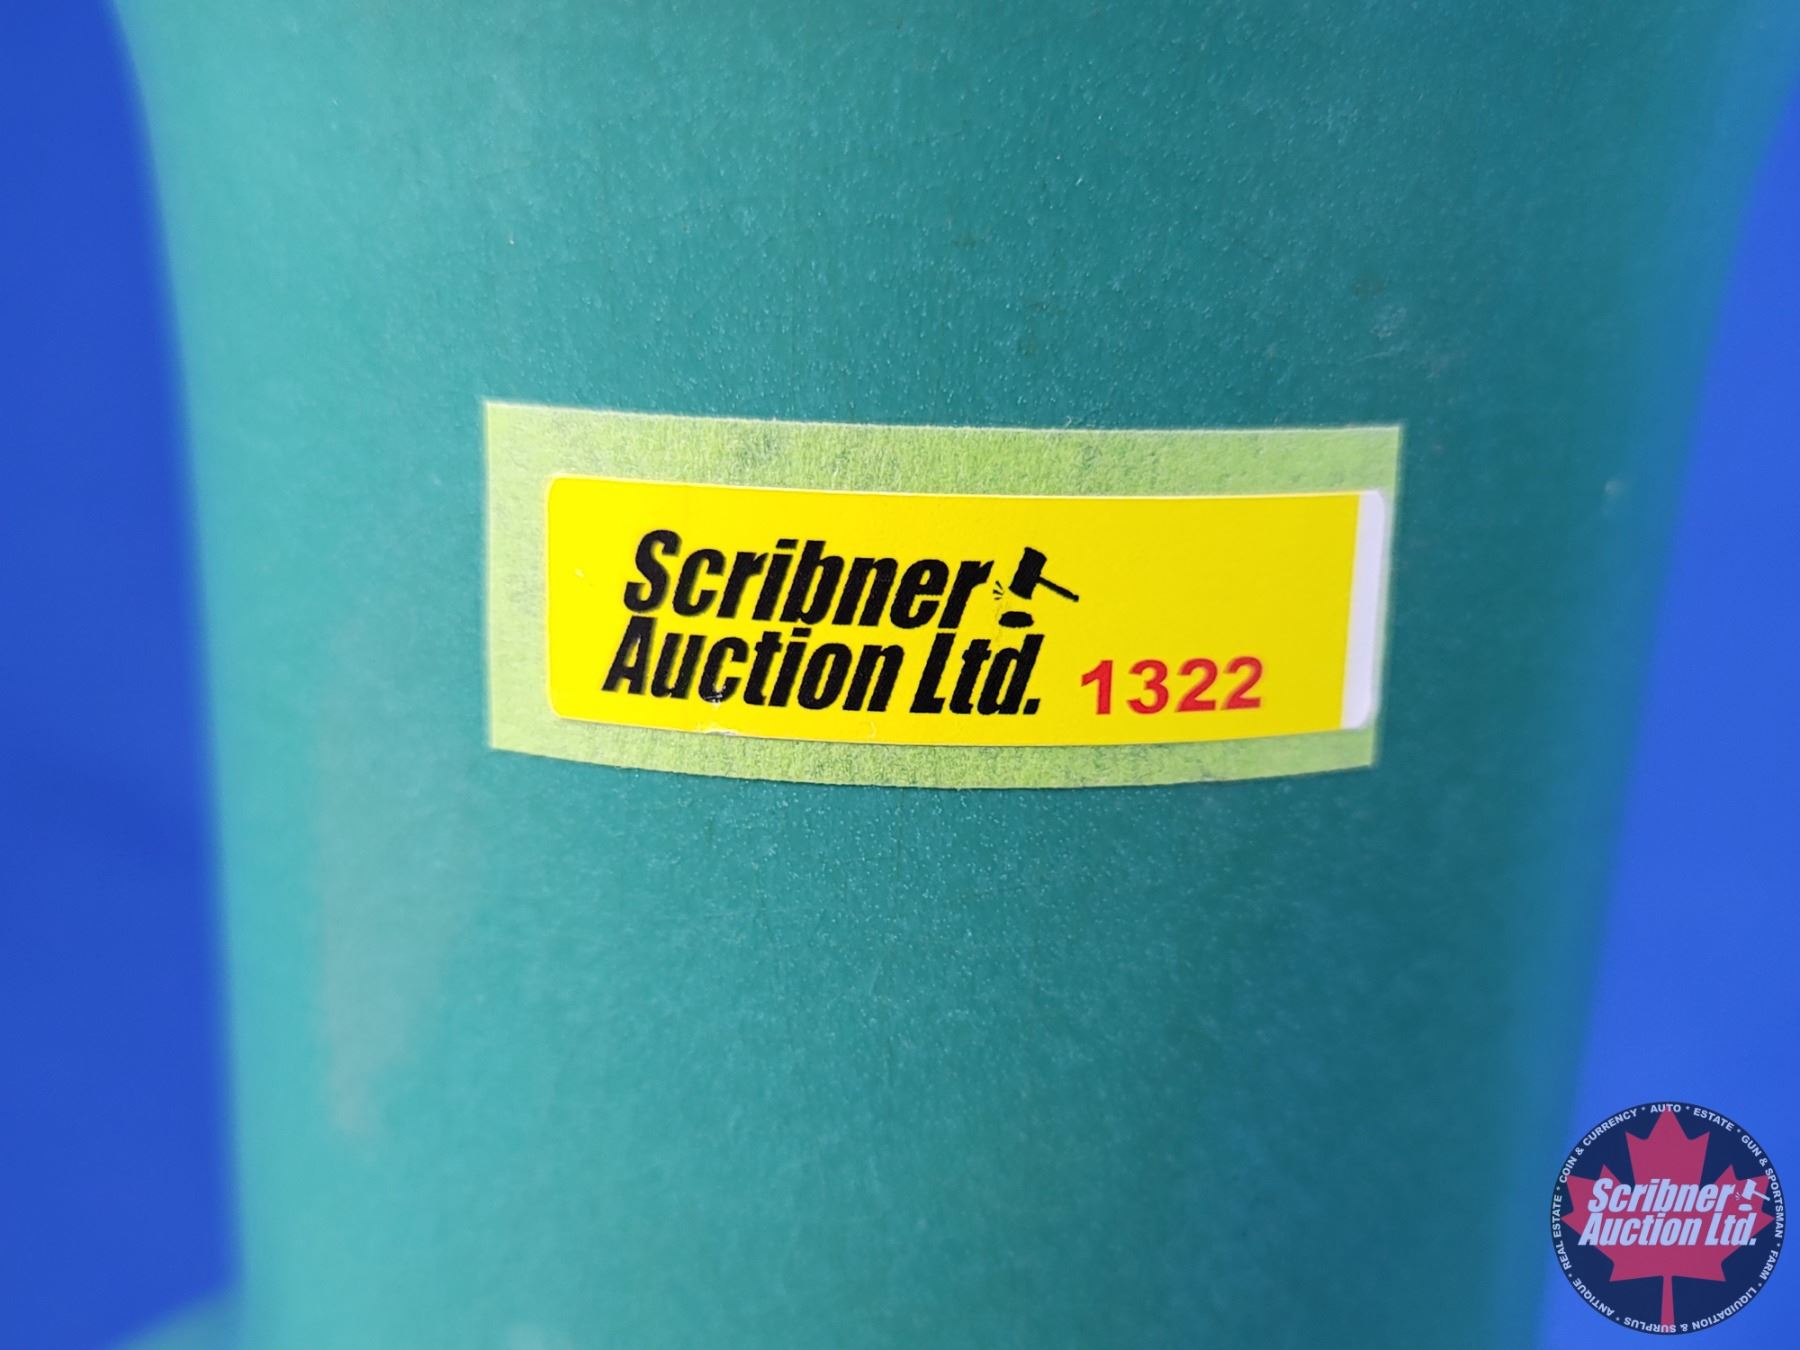 Scribner
Auction Ltd. 1322
COIN & CURRENCY * AUTO * ESTATE * GUN & SPORTSMAN * FARM * LIQUIDATION & SURPLUS * ANTIQUE * REAL ESTATE *
Scribner
Auction Ltd.